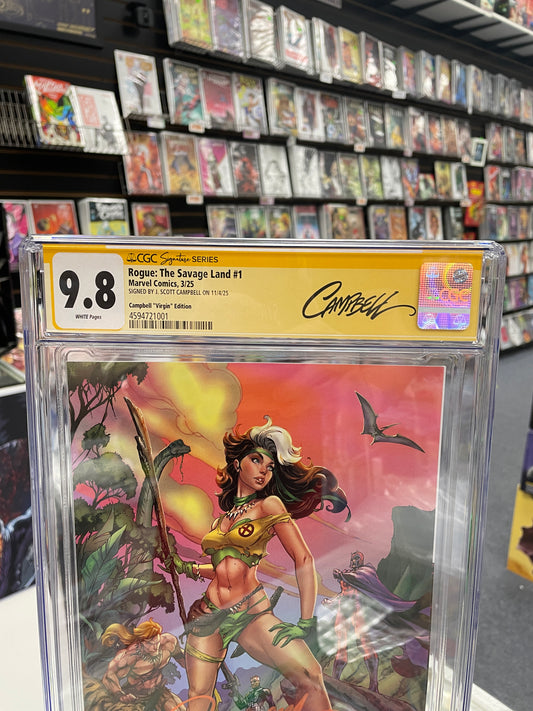 CGC Signature SERIES
9.8
WHITE Pages
Rogue: The Savage Land #1
Marvel Comics, 3/25
SIGNED BY J. SCOTT CAMPBELL ON 11/4/25
Campbell "Virgin" Edition
4594721001
CAMPBELL
CGC